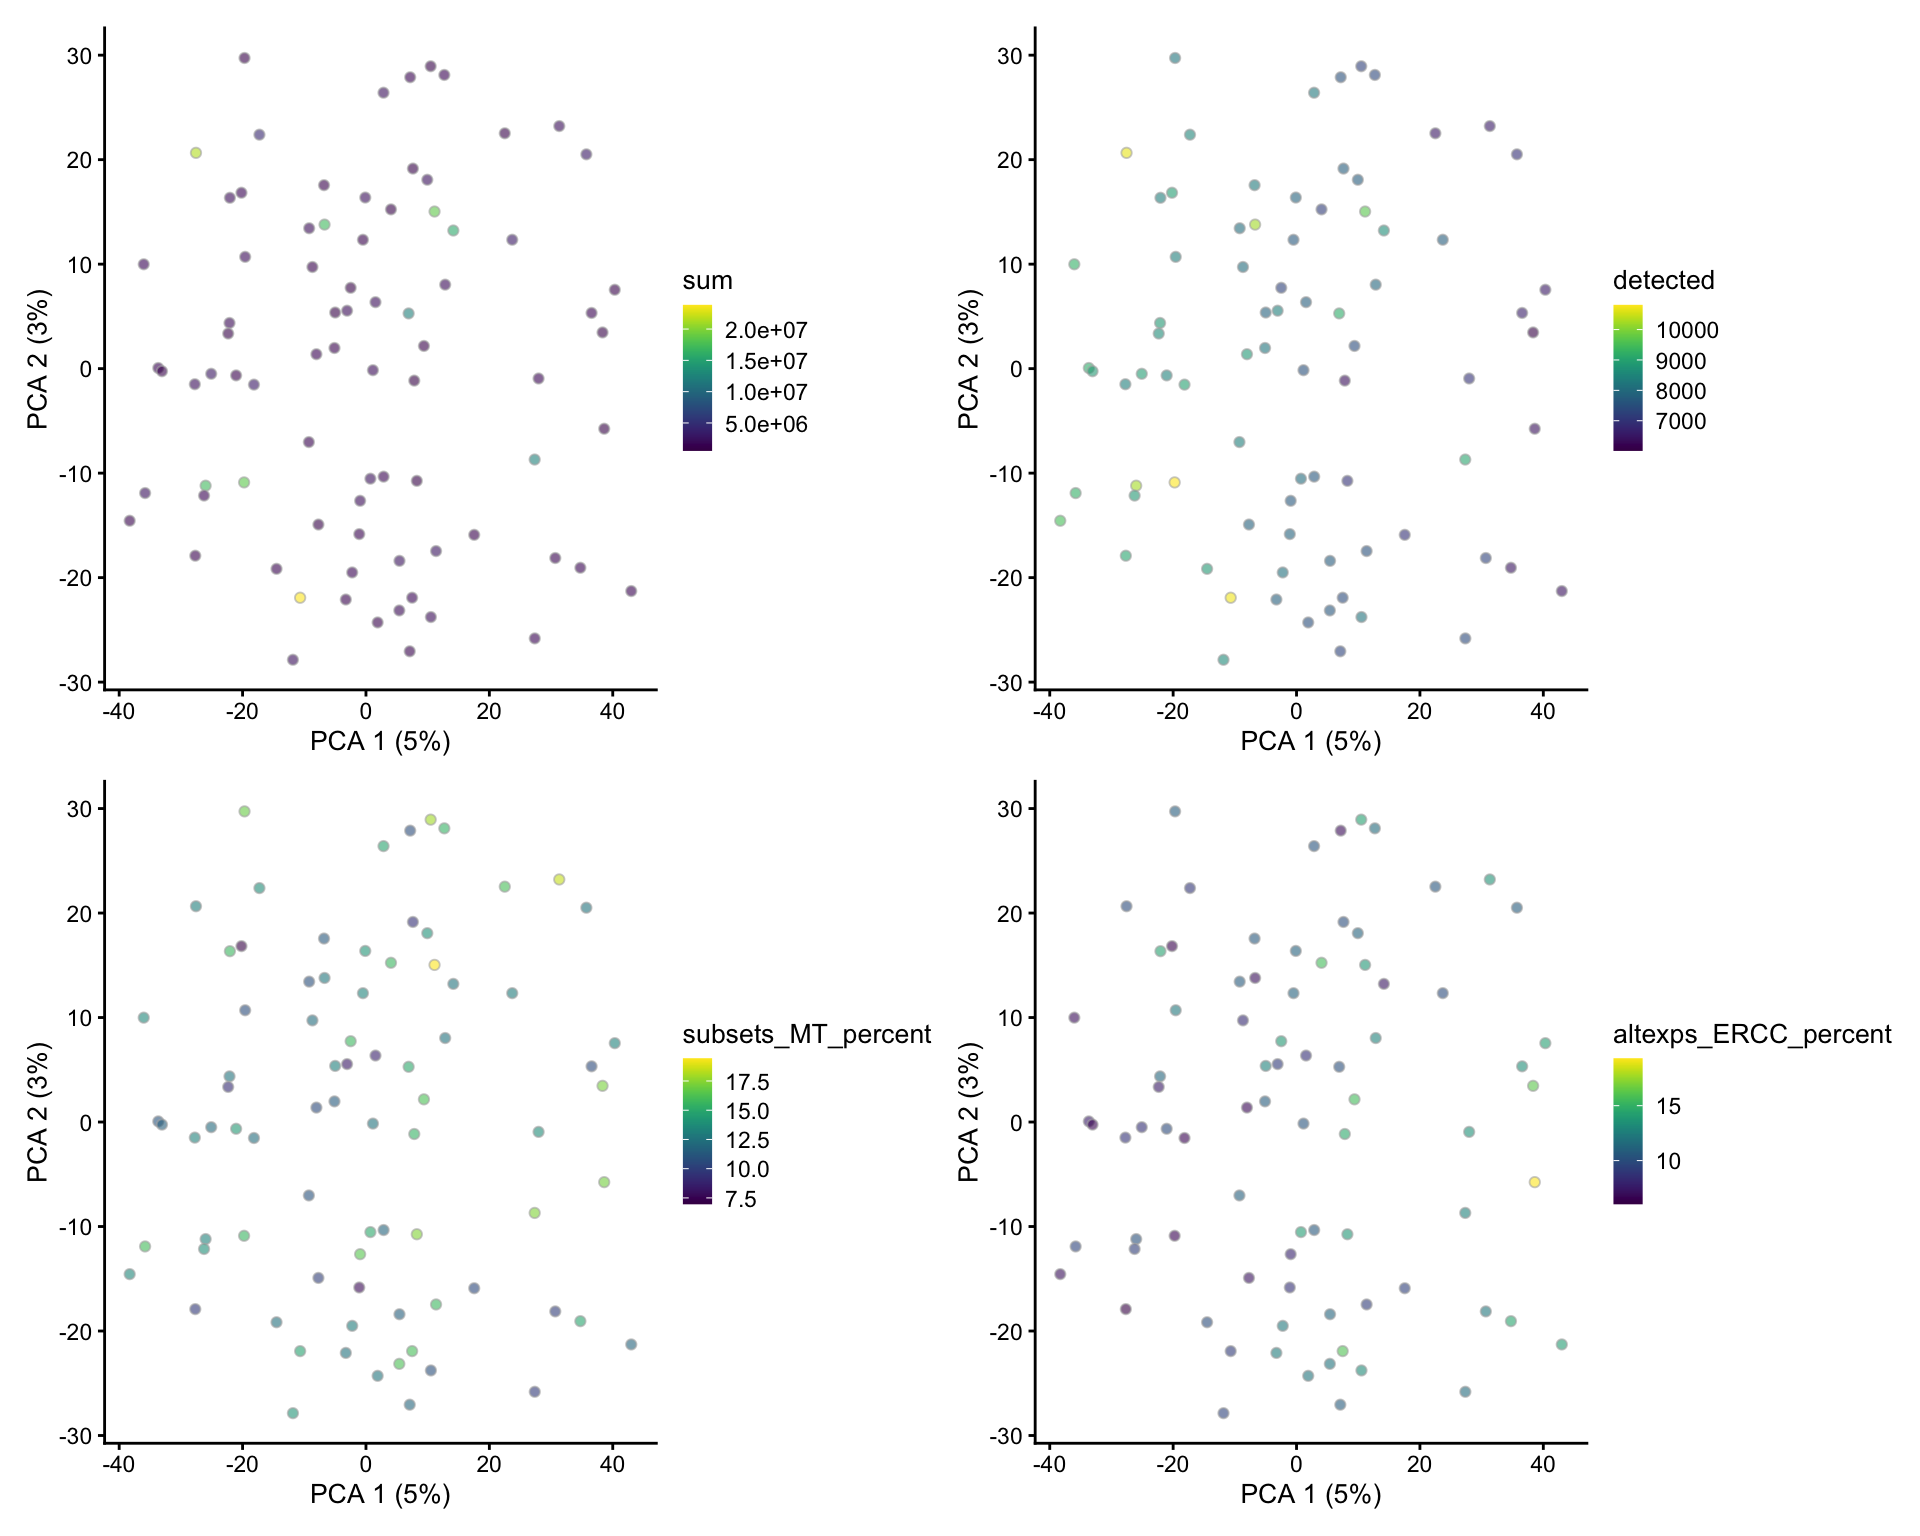 30
20
10
0
-10
-20
-30
PCA 2 (3%)
-40 -20 0 20 40
PCA 1 (5%)
sum
2.0e+07
1.5e+07
1.0e+07
5.0e+06
30
20
10
0
-10
-20
-30
PCA 2 (3%)
-40 -20 0 20 40
PCA 1 (5%)
detected
10000
9000
8000
7000
30
20
10
0
-10
-20
-30
PCA 2 (3%)
-40 -20 0 20 40
PCA 1 (5%)
subsets_MT_percent
17.5
15.0
12.5
10.0
7.5
30
20
10
0
-10
-20
-30
PCA 2 (3%)
-40 -20 0 20 40
PCA 1 (5%)
altexps_ERCC_percent
15
10